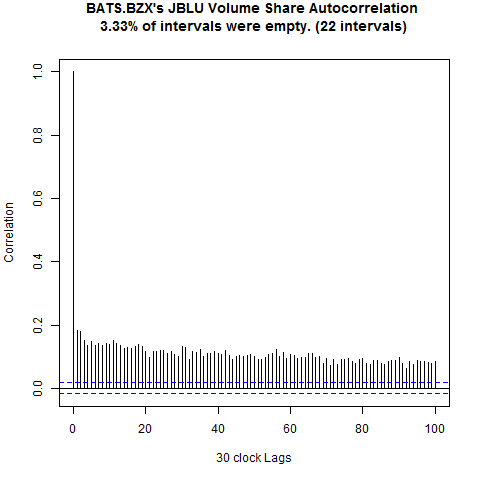 BATS.BZX's JBLU Volume Share Autocorrelation
3.33% of intervals were empty. (22 intervals)
1.0
0.8
0.6
0.4
0.2
0.0
Correlation
0 20 40 60 80 100
30 clock Lags